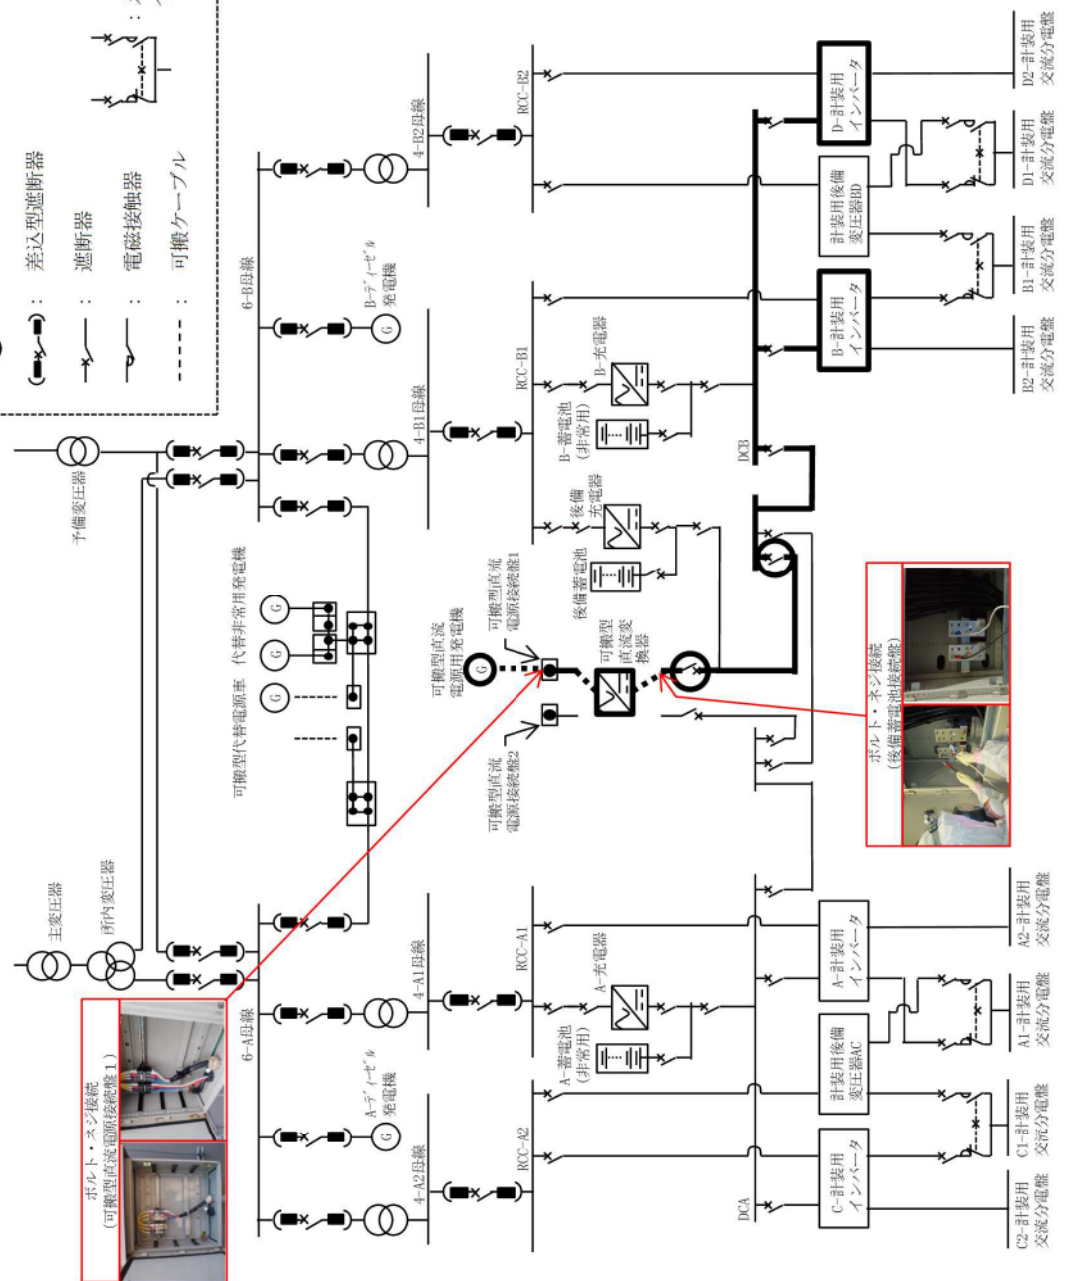 ボルト・ネジ接続
(可搬型直流電源接続盤1)
主変圧器
所内変圧器
予備変圧器
: 差込型遮断器
: 遮断器
: 電磁接触器
: 可搬ケーブル
6-A母線
6-B母線
可搬型代替電源車
代替非常用発電機
G
G
G
A-ディーゼル
発電機
G
B-ディーゼル
発電機
G
4-A2母線
4-A1母線
4-B1母線
4-B2母線
可搬型直流
電源用発電機
G
可搬型直流
電源接続盤2
可搬型直流
電源接続盤1
RCC-A2
RCC-A1
RCC-B1
RCC-B2
A-蓄電池
(非常用)
A-充電器
後備蓄電池
後備
充電器
B-蓄電池
(非常用)
B-充電器
可搬型
直流変
換器
DCA
DCB
C-計装用
インバータ
計装用後備
変圧器AC
A-計装用
インバータ
B-計装用
インバータ
計装用後備
変圧器BD
D-計装用
インバータ
ボルト・ネジ接続
(後備蓄電池接続盤)
C2-計装用
交流分電盤
C1-計装用
交流分電盤
A1-計装用
交流分電盤
A2-計装用
交流分電盤
B2-計装用
交流分電盤
B1-計装用
交流分電盤
D1-計装用
交流分電盤
D2-計装用
交流分電盤